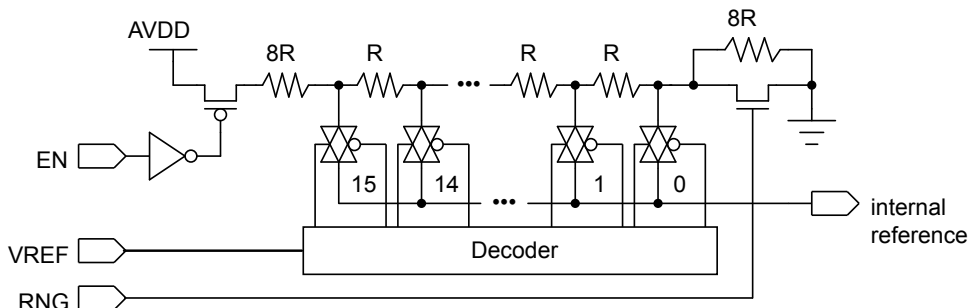 AVDD
8R
R
R
R
8R
EN
15
14
1
0
internal
reference
VREF
Decoder
RNG